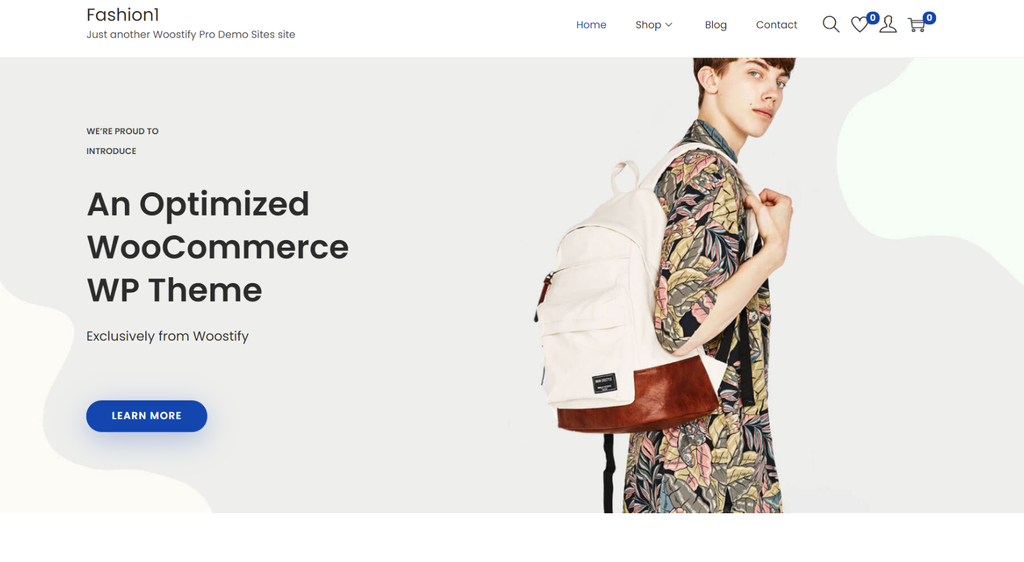 Fashion1
Just another Woostify Pro Demo Sites site
Home
Shop
Blog
Contact
0
0
WE'RE PROUD TO
INTRODUCE
An Optimized
WooCommerce
WP Theme
Exclusively from Woostify
LEARN MORE